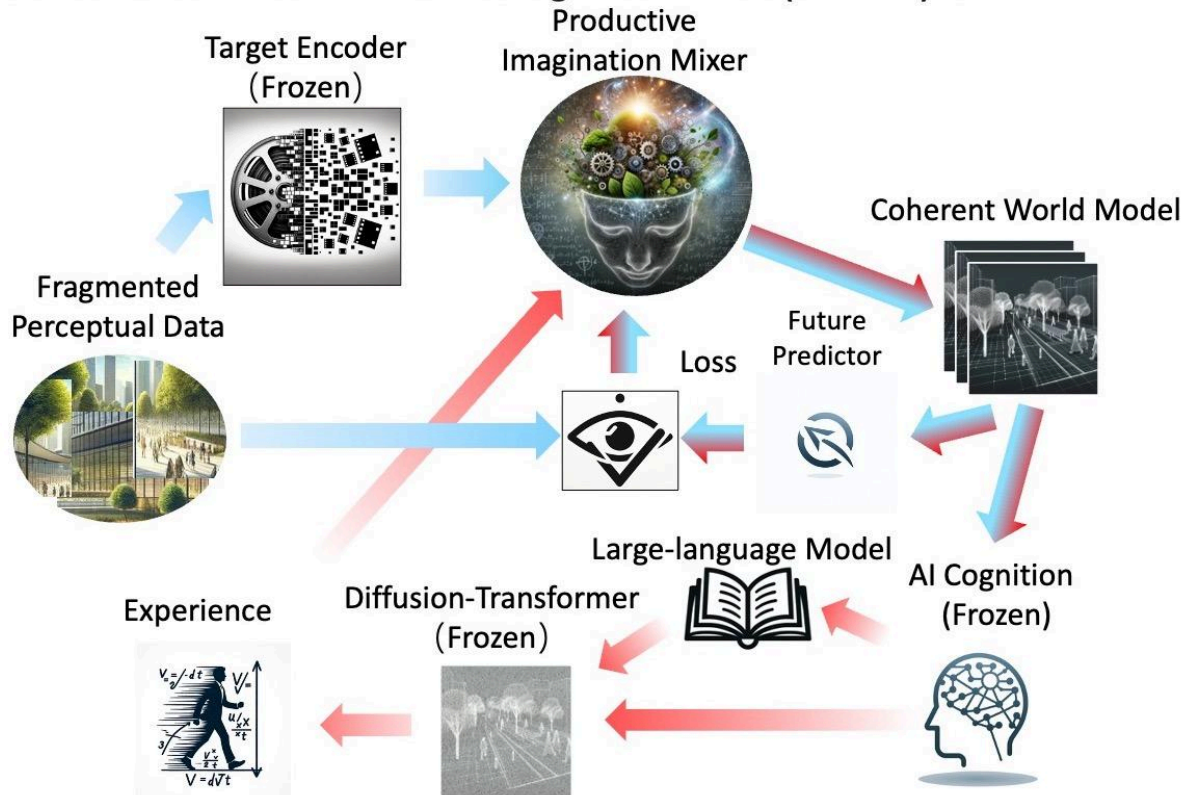 Productive
Imagination Mixer
Target Encoder
(Frozen)
Coherent World Model
Fragmented
Perceptual Data
Future
Predictor
Loss
Large-language Model
AI Cognition
(Frozen)
Diffusion-Transformer
(Frozen)
Experience